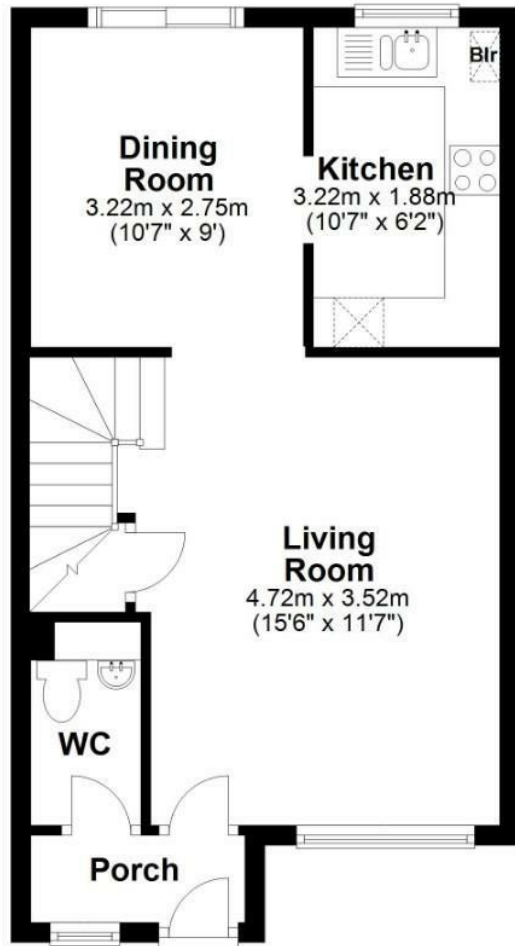 Dining
Room
3.22m x 2.75m
(10'7" x 9')
Kitchen
3.22m x 1.88m
(10'7" x 6'2")
Blr
Living
Room
4.72m x 3.52m
(15'6" x 11'7")
WC
Porch